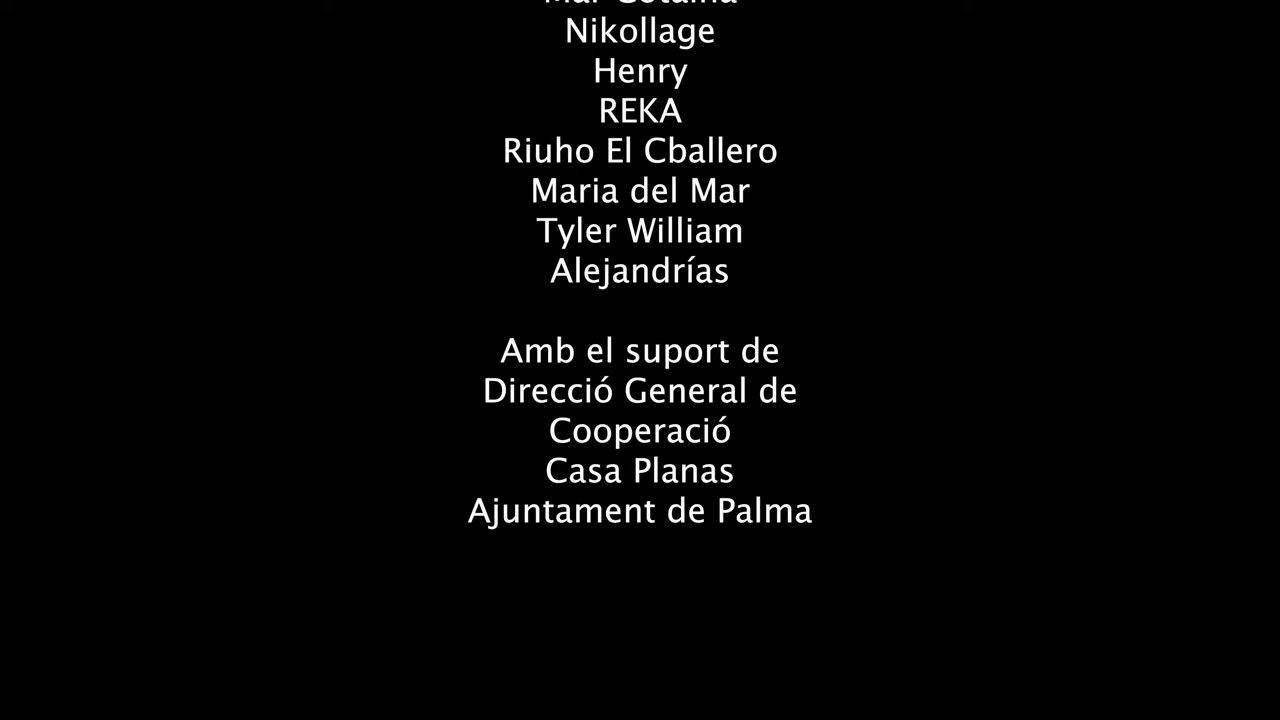 Nikollage
Henry
REKA
Riuho El Cballero
Maria del Mar
Tyler William
Alejandrías
Amb el suport de
Direcció General de
Cooperació
Casa Planas
Ajuntament de Palma